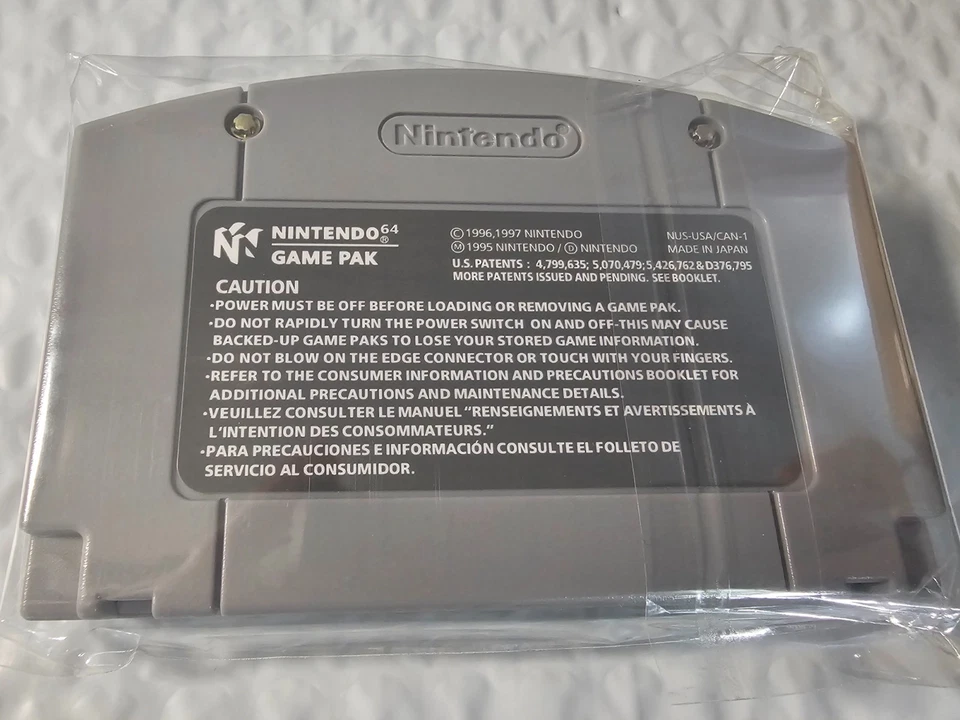 Nintendo®
NINTENDO 64®
GAME PAK
©1996,1997 NINTENDO
Ⓜ1995 NINTENDO / Ⓓ NINTENDO
NUS-USA/CAN-1
MADE IN JAPAN
U.S. PATENTS : 4,799,635; 5,070,479; 5,426,762 & D376,795
MORE PATENTS ISSUED AND PENDING. SEE BOOKLET.
CAUTION
·POWER MUST BE OFF BEFORE LOADING OR REMOVING A GAME PAK.
·DO NOT RAPIDLY TURN THE POWER SWITCH ON AND OFF-THIS MAY CAUSE
BACKED-UP GAME PAKS TO LOSE YOUR STORED GAME INFORMATION.
·DO NOT BLOW ON THE EDGE CONNECTOR OR TOUCH WITH YOUR FINGERS.
·REFER TO THE CONSUMER INFORMATION AND PRECAUTIONS BOOKLET FOR
ADDITIONAL PRECAUTIONS AND MAINTENANCE DETAILS.
·VEUILLEZ CONSULTER LE MANUEL “RENSEIGNEMENTS ET AVERTISSEMENTS À
L'INTENTION DES CONSOMMATEURS.”
·PARA PRECAUCIONES E INFORMACIÓN CONSULTE EL FOLLETO DE
SERVICIO AL CONSUMIDOR.